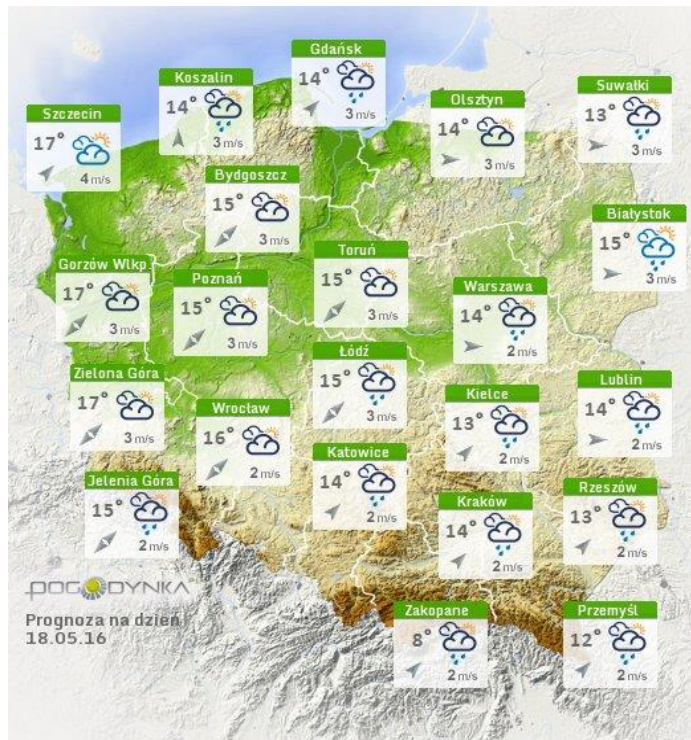 Gdańsk
14°
3 m/s
Koszalin
14°
3 m/s
Suwałki
13°
3 m/s
Olsztyn
14°
3 m/s
Szczecin
17°
4 m/s
Bydgoszcz
15°
3 m/s
Białystok
15°
3 m/s
Toruń
15°
3 m/s
Gorzów Wlkp
17°
3 m/s
Poznań
15°
3 m/s
Warszawa
14°
2 m/s
Łódź
15°
3 m/s
Zielona Góra
17°
3 m/s
Lublin
14°
2 m/s
Kielce
13°
2 m/s
Wrocław
16°
2 m/s
Katowice
14°
2 m/s
Jelenia Góra
15°
2 m/s
Rzeszów
13°
2 m/s
Kraków
14°
2 m/s
POGODYNKA
Prognoza na dzień
18.05.16
Zakopane
8°
2 m/s
Przemyśl
12°
2 m/s